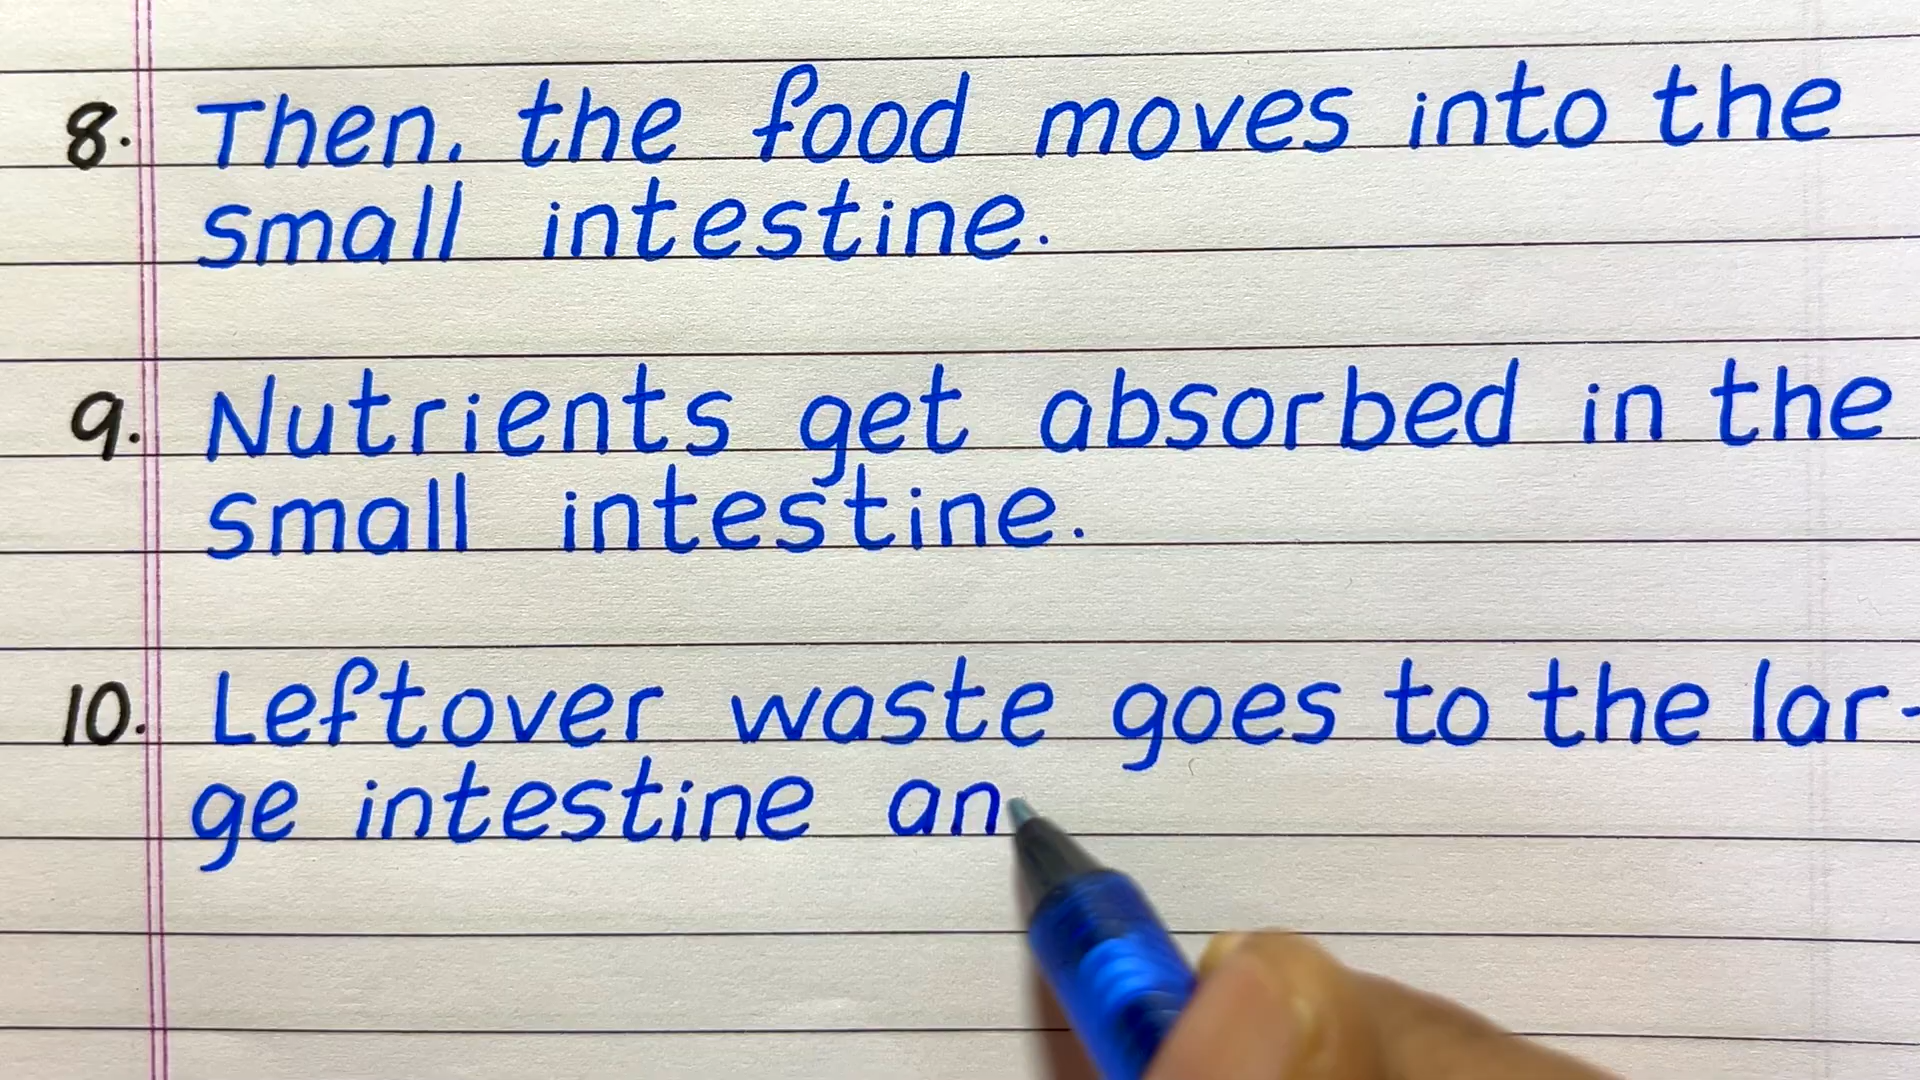 8. Then, the food moves into the
small intestine.
9. Nutrients get absorbed in the
small intestine.
10. Leftover waste goes to the lar-
ge intestine an